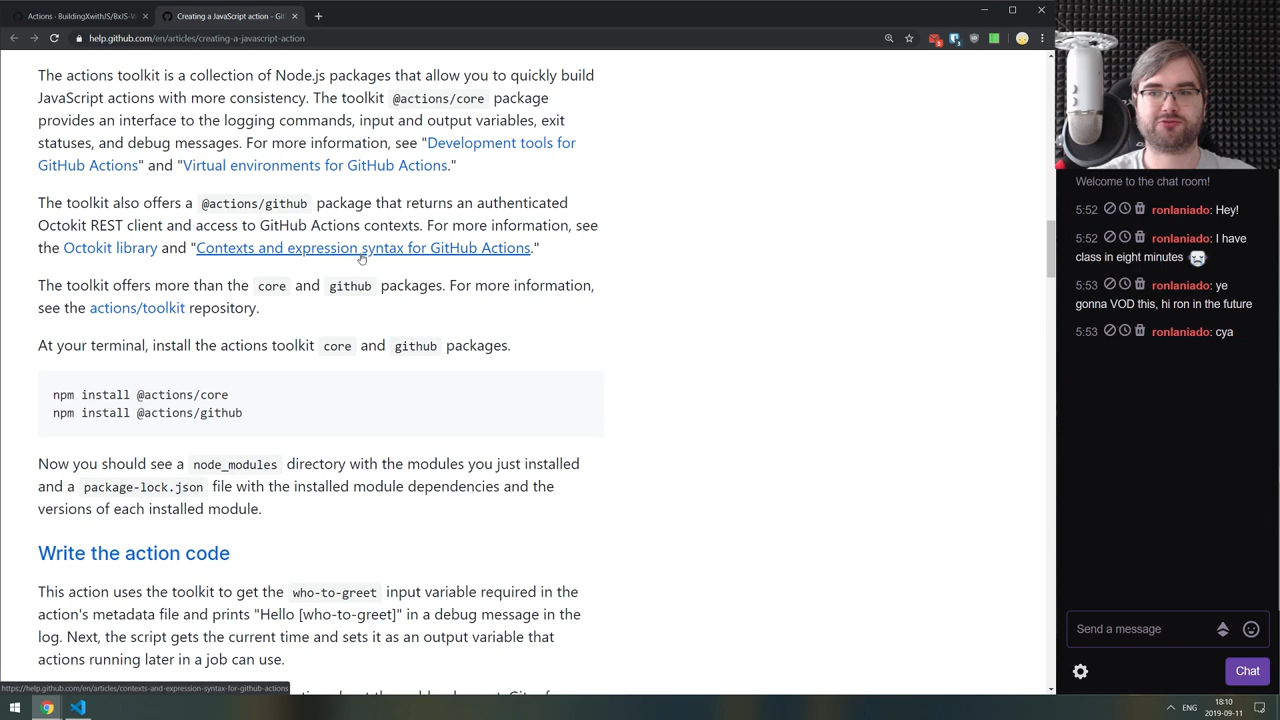 Actions · BuildingXwithJS/BxJS-W
Creating a JavaScript action - Git
help.github.com/en/articles/creating-a-javascript-action
The actions toolkit is a collection of Node.js packages that allow you to quickly build
JavaScript actions with more consistency. The toolkit @actions/core package
provides an interface to the logging commands, input and output variables, exit
statuses, and debug messages. For more information, see "Development tools for
GitHub Actions" and "Virtual environments for GitHub Actions."
The toolkit also offers a @actions/github package that returns an authenticated
Octokit REST client and access to GitHub Actions contexts. For more information, see
the Octokit library and "Contexts and expression syntax for GitHub Actions."
The toolkit offers more than the core and github packages. For more information,
see the actions/toolkit repository.
At your terminal, install the actions toolkit core and github packages.
npm install @actions/core
npm install @actions/github
Now you should see a node_modules directory with the modules you just installed
and a package-lock.json file with the installed module dependencies and the
versions of each installed module.
Write the action code
This action uses the toolkit to get the who-to-greet input variable required in the
action's metadata file and prints "Hello [who-to-greet]" in a debug message in the
log. Next, the script gets the current time and sets it as an output variable that
actions running later in a job can use.
https://help.github.com/en/articles/contexts-and-expression-syntax-for-github-actions
Welcome to the chat room!
5:52 ronlaniado: Hey!
5:52 ronlaniado: I have
class in eight minutes
5:53 ronlaniado: ye
gonna VOD this, hi ron in the future
5:53 ronlaniado: cya
Send a message
Chat
ENG
18:10
2019-09-11